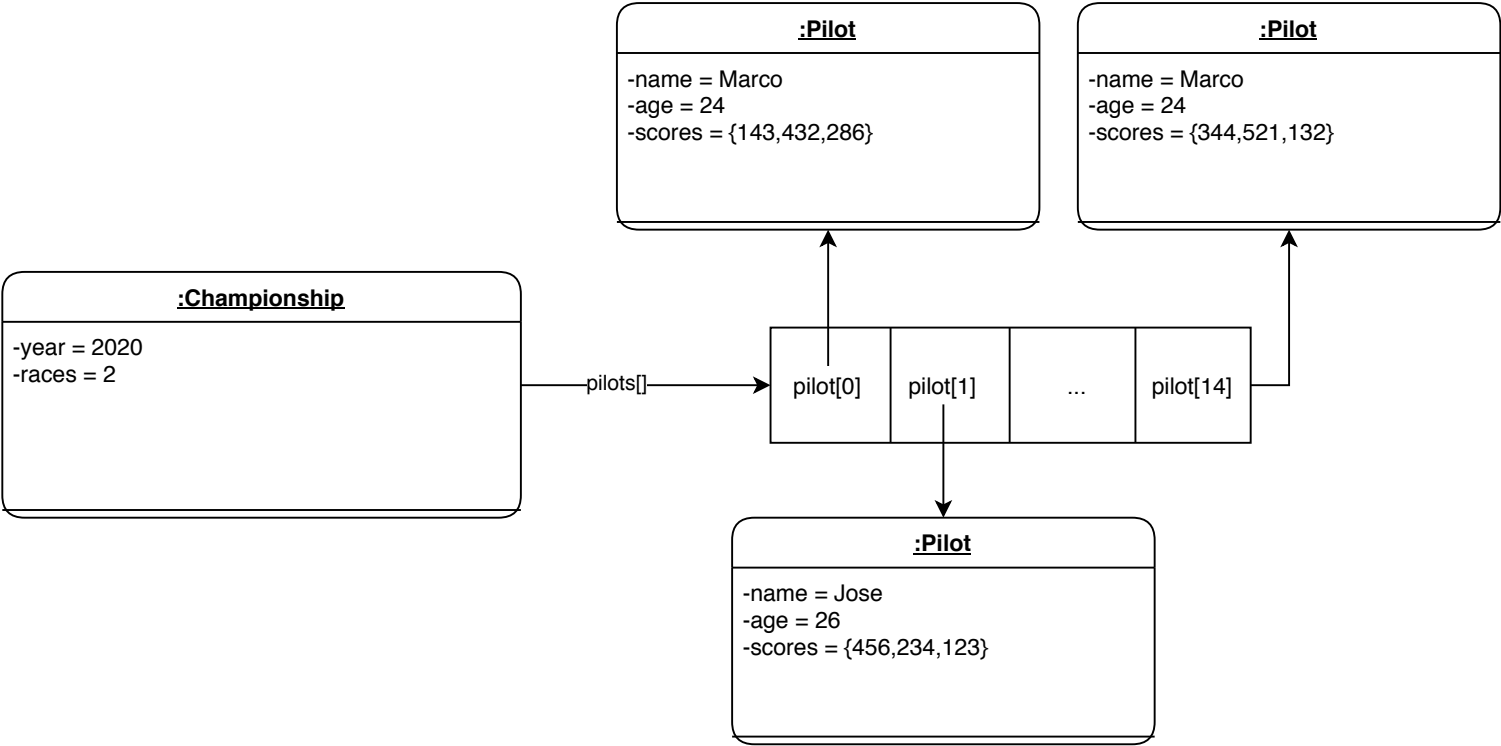 :Pilot
-name = Marco
-age = 24
-scores = {143,432,286}
:Pilot
-name = Marco
-age = 24
-scores = {344,521,132}
:Championship
-year = 2020
-races = 2
pilots[]
pilot[0]
pilot[1]
...
pilot[14]
:Pilot
-name = Jose
-age = 26
-scores = {456,234,123}